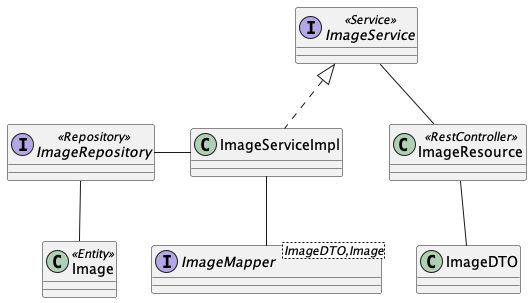 I
«Service»
ImageService
I
«Repository»
ImageRepository
C
ImageServiceImpl
C
«RestController»
ImageResource
C
«Entity»
Image
I
ImageMapper
ImageDTO,Image
C
ImageDTO